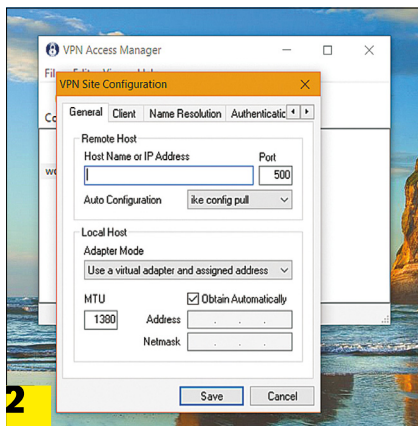 VPN Access Manager
VPN Site Configuration
General Client Name Resolution
Remote Host
Host Name or IP Address Port
500
Auto Configuration ike config pull
Local Host
Adapter Mode
Use a virtual adapter and assigned address
MTU Obtain Automatically
1380 Address . . .
Netmask . . .
Save Cancel
2